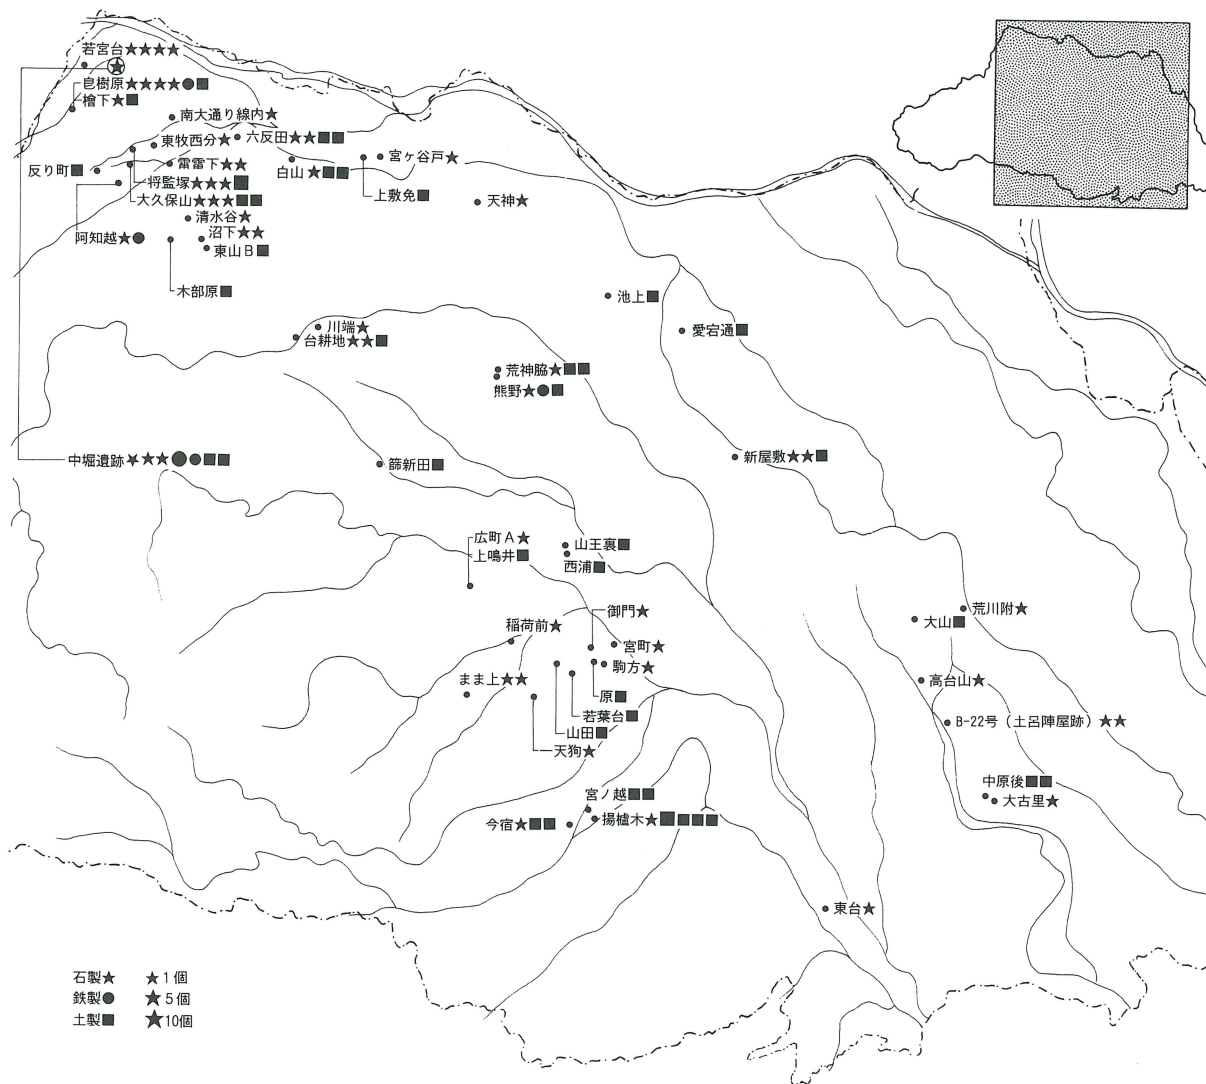 若宮台★★★★
皀樹原★★★★●■
檜下★■
南大通り線内★
東牧西分★
六反田★★■■
反り町■
雷雷下★★
将監塚★★★■
大久保山★★★■■
白山★■■
宮ヶ谷戸★
上敷免■
天神★
清水谷★
阿知越★●
沼下★★
東山B■
木部原■
池上■
川端★
台耕地★★■
愛宕通■
荒神脇★■■
熊野★●■
中堀遺跡★★★●●■■
篩新田■
新屋敷★★■
広町A★
上鳴井■
山王裏■
西浦■
御門★
稲荷前★
宮町★
駒方★
まま上★★
原■
若葉台■
山田■
天狗★
荒川附★
大山■
高台山★
B-22号(土呂陣屋跡)★★
中原後■■
大古里★
宮ノ越■■
今宿★■■
揚櫨木★■■■■
東台★
石製★ ★1個
鉄製● ★5個
土製■ ★10個